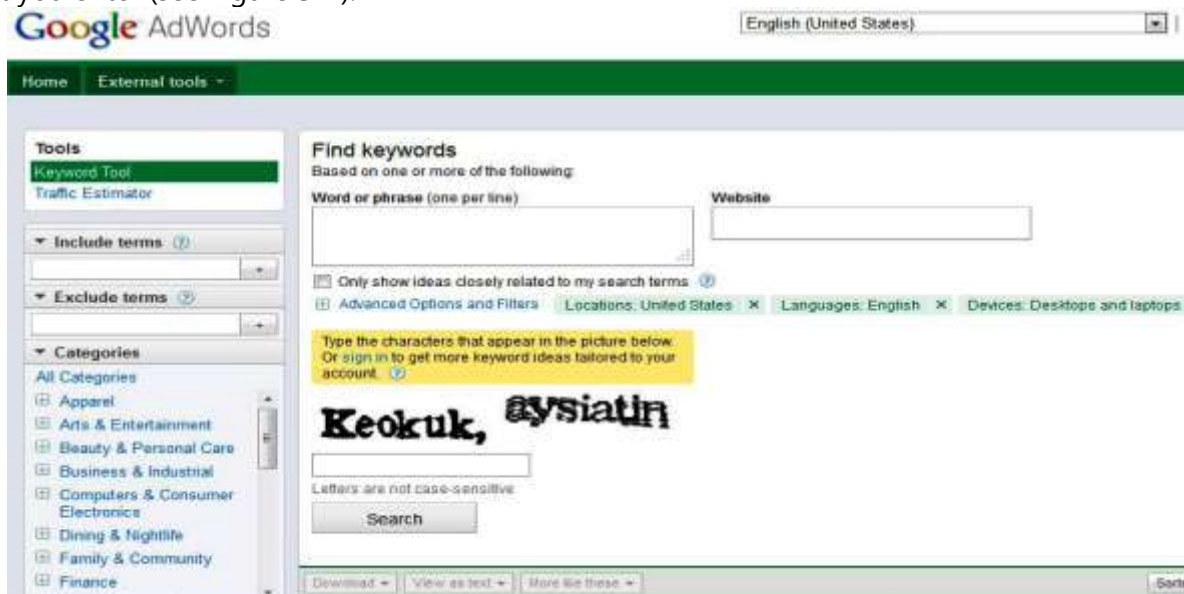 Google AdWords
English (United States)
Home External tools
Tools
Keyword Tool
Traffic Estimator
Include terms
Exclude terms
Categories
All Categories
Apparel
Arts & Entertainment
Beauty & Personal Care
Business & Industrial
Computers & Consumer
Electronics
Dining & Nightlife
Family & Community
Finance
Find keywords
Based on one or more of the following:
Word or phrase (one per line)
Website
Only show ideas closely related to my search terms
Advanced Options and Filters Locations: United States × Languages: English × Devices: Desktops and laptops
Type the characters that appear in the picture below.
Or sign in to get more keyword ideas tailored to your
account.
Keokuk, aysiatin
Letters are not case-sensitive
Search
Download View as text More like these